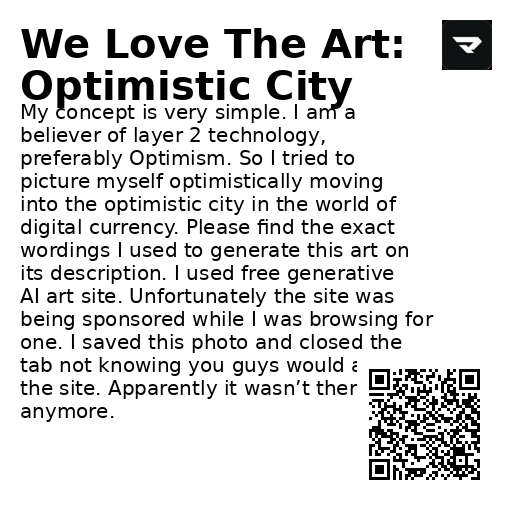 We Love The Art:
Optimistic City
My concept is very simple. I am a
believer of layer 2 technology,
preferably Optimism. So I tried to
picture myself optimistically moving
into the optimistic city in the world of
digital currency. Please find the exact
wordings I used to generate this art on
its description. I used free generative
AI art site. Unfortunately the site was
being sponsored while I was browsing for
one. I saved this photo and closed the
tab not knowing you guys would
the site. Apparently it wasn’t
anymore.